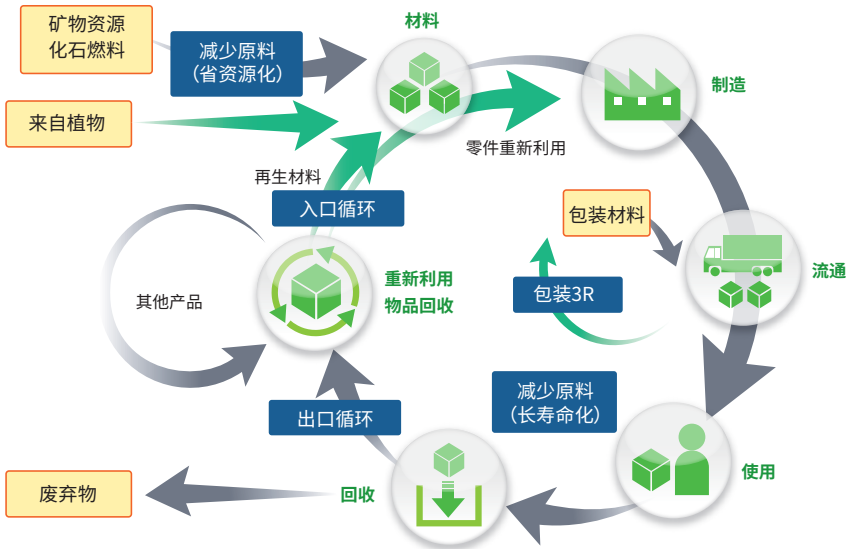 矿物资源
化石燃料
减少原料
（省资源化）
材料
制造
来自植物
零件重新利用
再生材料
入口循环
包装材料
流通
重新利用
物品回收
其他产品
包装3R
减少原料
（长寿命化）
出口循环
使用
回收
废弃物